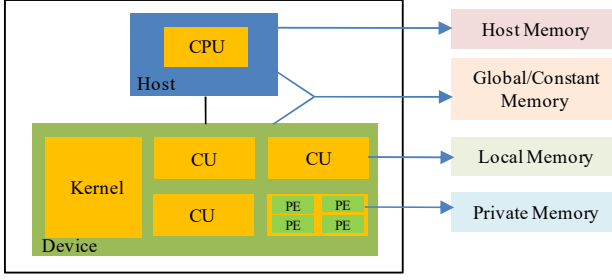 CPU
Host
Host Memory
Global/Constant
Memory
Kernel
CU
CU
Local Memory
CU
PE
PE
PE
PE
Private Memory
Device